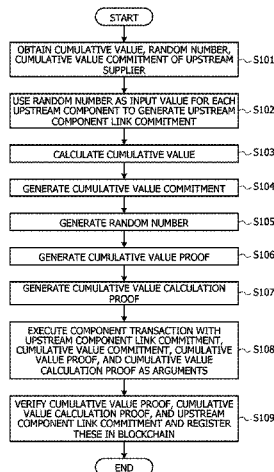 START
OBTAIN CUMULATIVE VALUE, RANDOM NUMBER,
CUMULATIVE VALUE COMMITMENT OF UPSTREAM
SUPPLIER
S101
USE RANDOM NUMBER AS INPUT VALUE FOR EACH
UPSTREAM COMPONENT TO GENERATE UPSTREAM
COMPONENT LINK COMMITMENT
S102
CALCULATE CUMULATIVE VALUE
S103
GENERATE CUMULATIVE VALUE COMMITMENT
S104
GENERATE RANDOM NUMBER
S105
GENERATE CUMULATIVE VALUE PROOF
S106
GENERATE CUMULATIVE VALUE CALCULATION
PROOF
S107
EXECUTE COMPONENT TRANSACTION WITH
UPSTREAM COMPONENT LINK COMMITMENT,
CUMULATIVE VALUE COMMITMENT, CUMULATIVE
VALUE PROOF, AND CUMULATIVE VALUE
CALCULATION PROOF AS ARGUMENTS
S108
VERIFY CUMULATIVE VALUE PROOF, CUMULATIVE
VALUE CALCULATION PROOF, AND UPSTREAM
COMPONENT LINK COMMITMENT AND REGISTER
THESE IN BLOCKCHAIN
S109
END